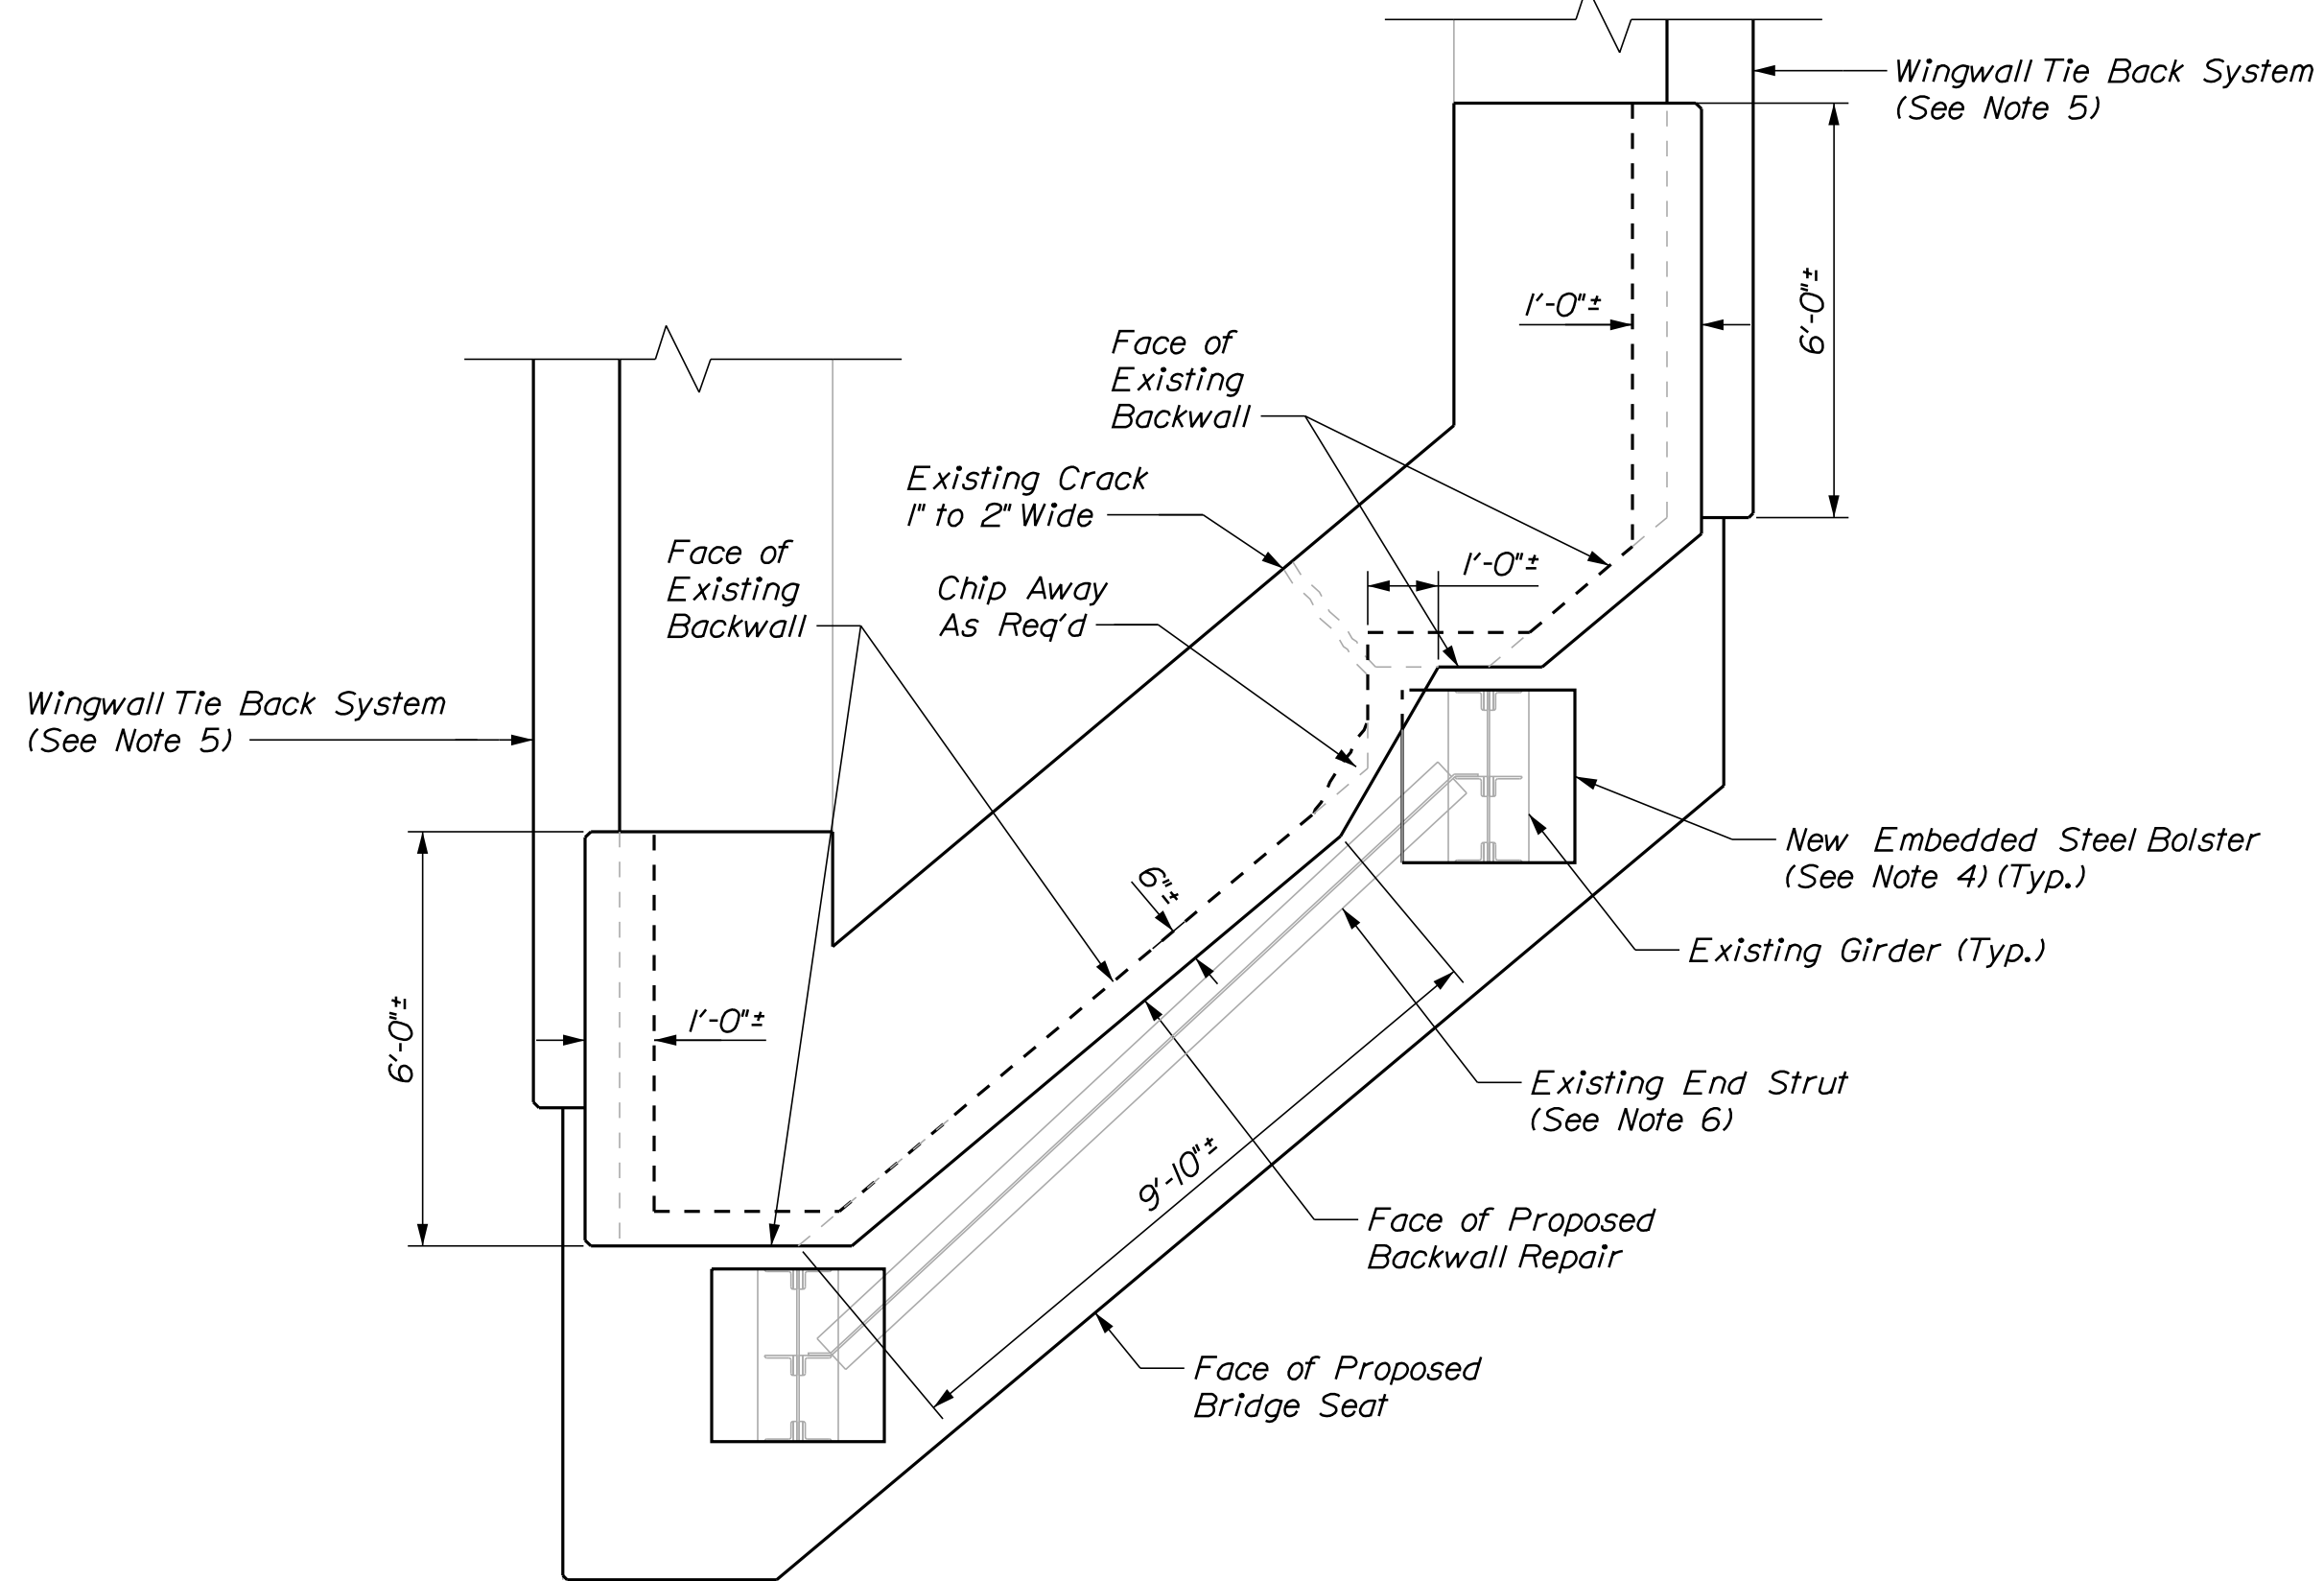 Wingwall Tie Back System
(See Note 5)
6'-0"±
1'-0"±
Face of
Existing
Backwall
Existing Crack
1" to 2" Wide
1'-0"±
Face of
Existing
Backwall
Chip Away
As Req'd
Wingwall Tie Back System
(See Note 5)
New Embedded Steel Bolster
(See Note 4) (Typ.)
6"±
Existing Girder (Typ.)
6'-0"±
1'-0"±
Existing End Strut
(See Note 6)
9'-10"±
Face of Proposed
Backwall Repair
Face of Proposed
Bridge Seat